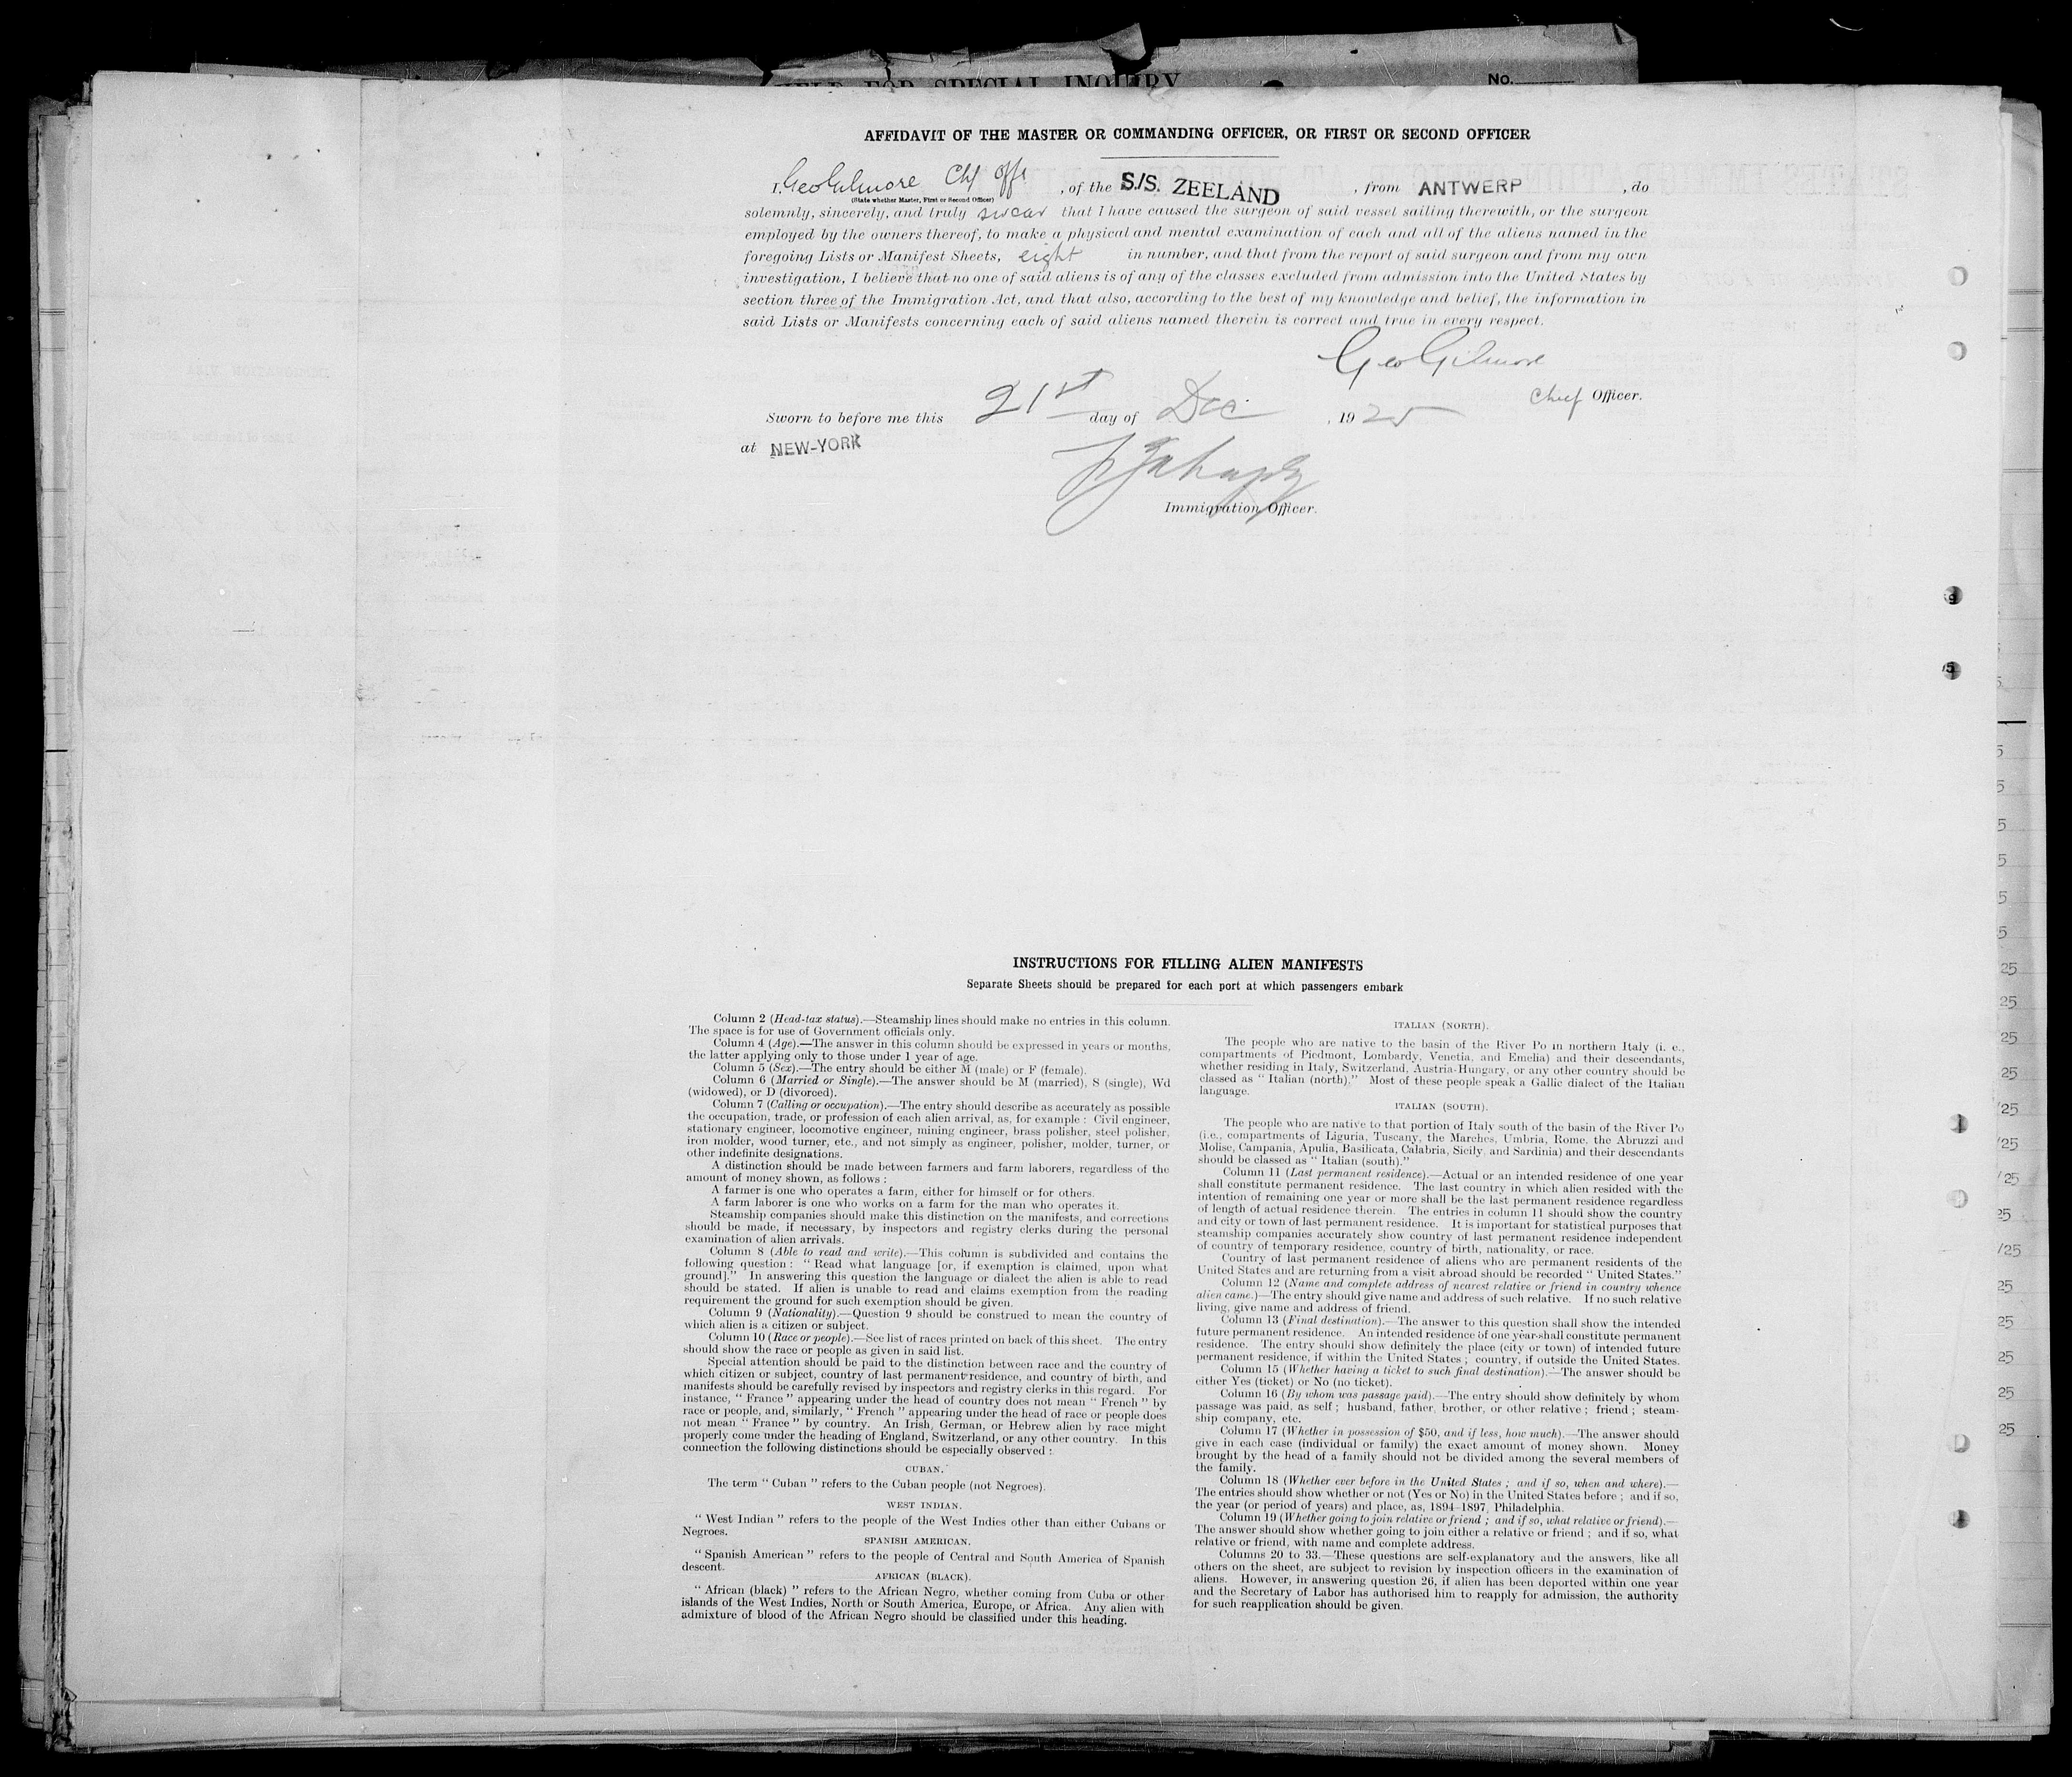 HELD FOR SPECIAL INQUIRY
No.
AFFIDAVIT OF THE MASTER OR COMMANDING OFFICER, OR FIRST OR SECOND OFFICER
I, Geo Gilmore Chf Offr , of the S./S. ZEELAND , from ANTWERP , do
(State whether Master, First or Second Officer)
solemnly, sincerely, and truly swear that I have caused the surgeon of said vessel sailing therewith, or the surgeon
employed by the owners thereof, to make a physical and mental examination of each and all of the aliens named in the
foregoing Lists or Manifest Sheets, eight in number, and that from the report of said surgeon and from my own
investigation, I believe that no one of said aliens is of any of the classes excluded from admission into the United States by
section three of the Immigration Act, and that also, according to the best of my knowledge and belief, the information in
said Lists or Manifests concerning each of said aliens named therein is correct and true in every respect.
Geo Gilmore
Chief Officer.
Sworn to before me this 21st day of Dec , 1925
at NEW-YORK
Immigration Officer.
INSTRUCTIONS FOR FILLING ALIEN MANIFESTS
Separate Sheets should be prepared for each port at which passengers embark
Column 2 (Head-tax status).—Steamship lines should make no entries in this column.
The space is for use of Government officials only.
Column 4 (Age).—The answer in this column should be expressed in years or months,
the latter applying only to those under 1 year of age.
Column 5 (Sex).—The entry should be either M (male) or F (female).
Column 6 (Married or Single).—The answer should be M (married), S (single), Wd
(widowed), or D (divorced).
Column 7 (Calling or occupation).—The entry should describe as accurately as possible
the occupation, trade, or profession of each alien arrival, as, for example : Civil engineer,
stationary engineer, locomotive engineer, mining engineer, brass polisher, steel polisher,
iron molder, wood turner, etc., and not simply as engineer, polisher, molder, turner, or
other indefinite designations.
A distinction should be made between farmers and farm laborers, regardless of the
amount of money shown, as follows :
A farmer is one who operates a farm, either for himself or for others.
A farm laborer is one who works on a farm for the man who operates it.
Steamship companies should make this distinction on the manifests, and corrections
should be made, if necessary, by inspectors and registry clerks during the personal
examination of alien arrivals.
Column 8 (Able to read and write).—This column is subdivided and contains the
following question : " Read what language [or, if exemption is claimed, upon what
ground]." In answering this question the language or dialect the alien is able to read
should be stated. If alien is unable to read and claims exemption from the reading
requirement the ground for such exemption should be given.
Column 9 (Nationality).—Question 9 should be construed to mean the country of
which alien is a citizen or subject.
Column 10 (Race or people).—See list of races printed on back of this sheet. The entry
should show the race or people as given in said list.
Special attention should be paid to the distinction between race and the country of
which citizen or subject, country of last permanent residence, and country of birth, and
manifests should be carefully revised by inspectors and registry clerks in this regard. For
instance, " France " appearing under the head of country does not mean " French " by
race or people, and, similarly, " French " appearing under the head of race or people does
not mean " France " by country. An Irish, German, or Hebrew alien by race might
properly come under the heading of England, Switzerland, or any other country. In this
connection the following distinctions should be especially observed :
CUBAN.
The term " Cuban " refers to the Cuban people (not Negroes).
WEST INDIAN.
" West Indian " refers to the people of the West Indies other than either Cubans or
Negroes.
SPANISH AMERICAN.
" Spanish American " refers to the people of Central and South America of Spanish
descent.
AFRICAN (BLACK).
" African (black) " refers to the African Negro, whether coming from Cuba or other
islands of the West Indies, North or South America, Europe, or Africa. Any alien with
admixture of blood of the African Negro should be classified under this heading.
ITALIAN (NORTH).
The people who are native to the basin of the River Po in northern Italy (i. e.,
compartments of Piedmont, Lombardy, Venetia, and Emelia) and their descendants,
whether residing in Italy, Switzerland, Austria-Hungary, or any other country should be
classed as " Italian (north)." Most of these people speak a Gallic dialect of the Italian
language.
ITALIAN (SOUTH).
The people who are native to that portion of Italy south of the basin of the River Po
(i.e., compartments of Liguria, Tuscany, the Marches, Umbria, Rome, the Abruzzi and
Molise, Campania, Apulia, Basilicata, Calabria, Sicily, and Sardinia) and their descendants
should be classed as " Italian (south)."
Column 11 (Last permanent residence).—Actual or an intended residence of one year
shall constitute permanent residence. The last country in which alien resided with the
intention of remaining one year or more shall be the last permanent residence regardless
of length of actual residence therein. The entries in column 11 should show the country
and city or town of last permanent residence. It is important for statistical purposes that
steamship companies accurately show country of last permanent residence independent
of country of temporary residence, country of birth, nationality, or race.
Country of last permanent residence of aliens who are permanent residents of the
United States and are returning from a visit abroad should be recorded " United States."
Column 12 (Name and complete address of nearest relative or friend in country whence
alien came.)—The entry should give name and address of such relative. If no such relative
living, give name and address of friend.
Column 13 (Final destination).—The answer to this question shall show the intended
future permanent residence. An intended residence of one year shall constitute permanent
residence. The entry should show definitely the place (city or town) of intended future
permanent residence, if within the United States ; country, if outside the United States.
Column 15 (Whether having a ticket to such final destination).—The answer should be
either Yes (ticket) or No (no ticket).
Column 16 (By whom was passage paid).—The entry should show definitely by whom
passage was paid, as self ; husband, father, brother, or other relative ; friend ; steam-
ship company, etc.
Column 17 (Whether in possession of $50, and if less, how much).—The answer should
give in each case (individual or family) the exact amount of money shown. Money
brought by the head of a family should not be divided among the several members of
the family.
Column 18 (Whether ever before in the United States ; and if so, when and where).—
The entries should show whether or not (Yes or No) in the United States before ; and if so,
the year (or period of years) and place, as, 1894-1897, Philadelphia.
Column 19 (Whether going to join relative or friend ; and if so, what relative or friend).—
The answer should show whether going to join either a relative or friend ; and if so, what
relative or friend, with name and complete address.
Columns 20 to 33.—These questions are self-explanatory and the answers, like all
others on the sheet, are subject to revision by inspection officers in the examination of
aliens. However, in answering question 26, if alien has been deported within one year
and the Secretary of Labor has authorised him to reapply for admission, the authority
for such reapplication should be given.